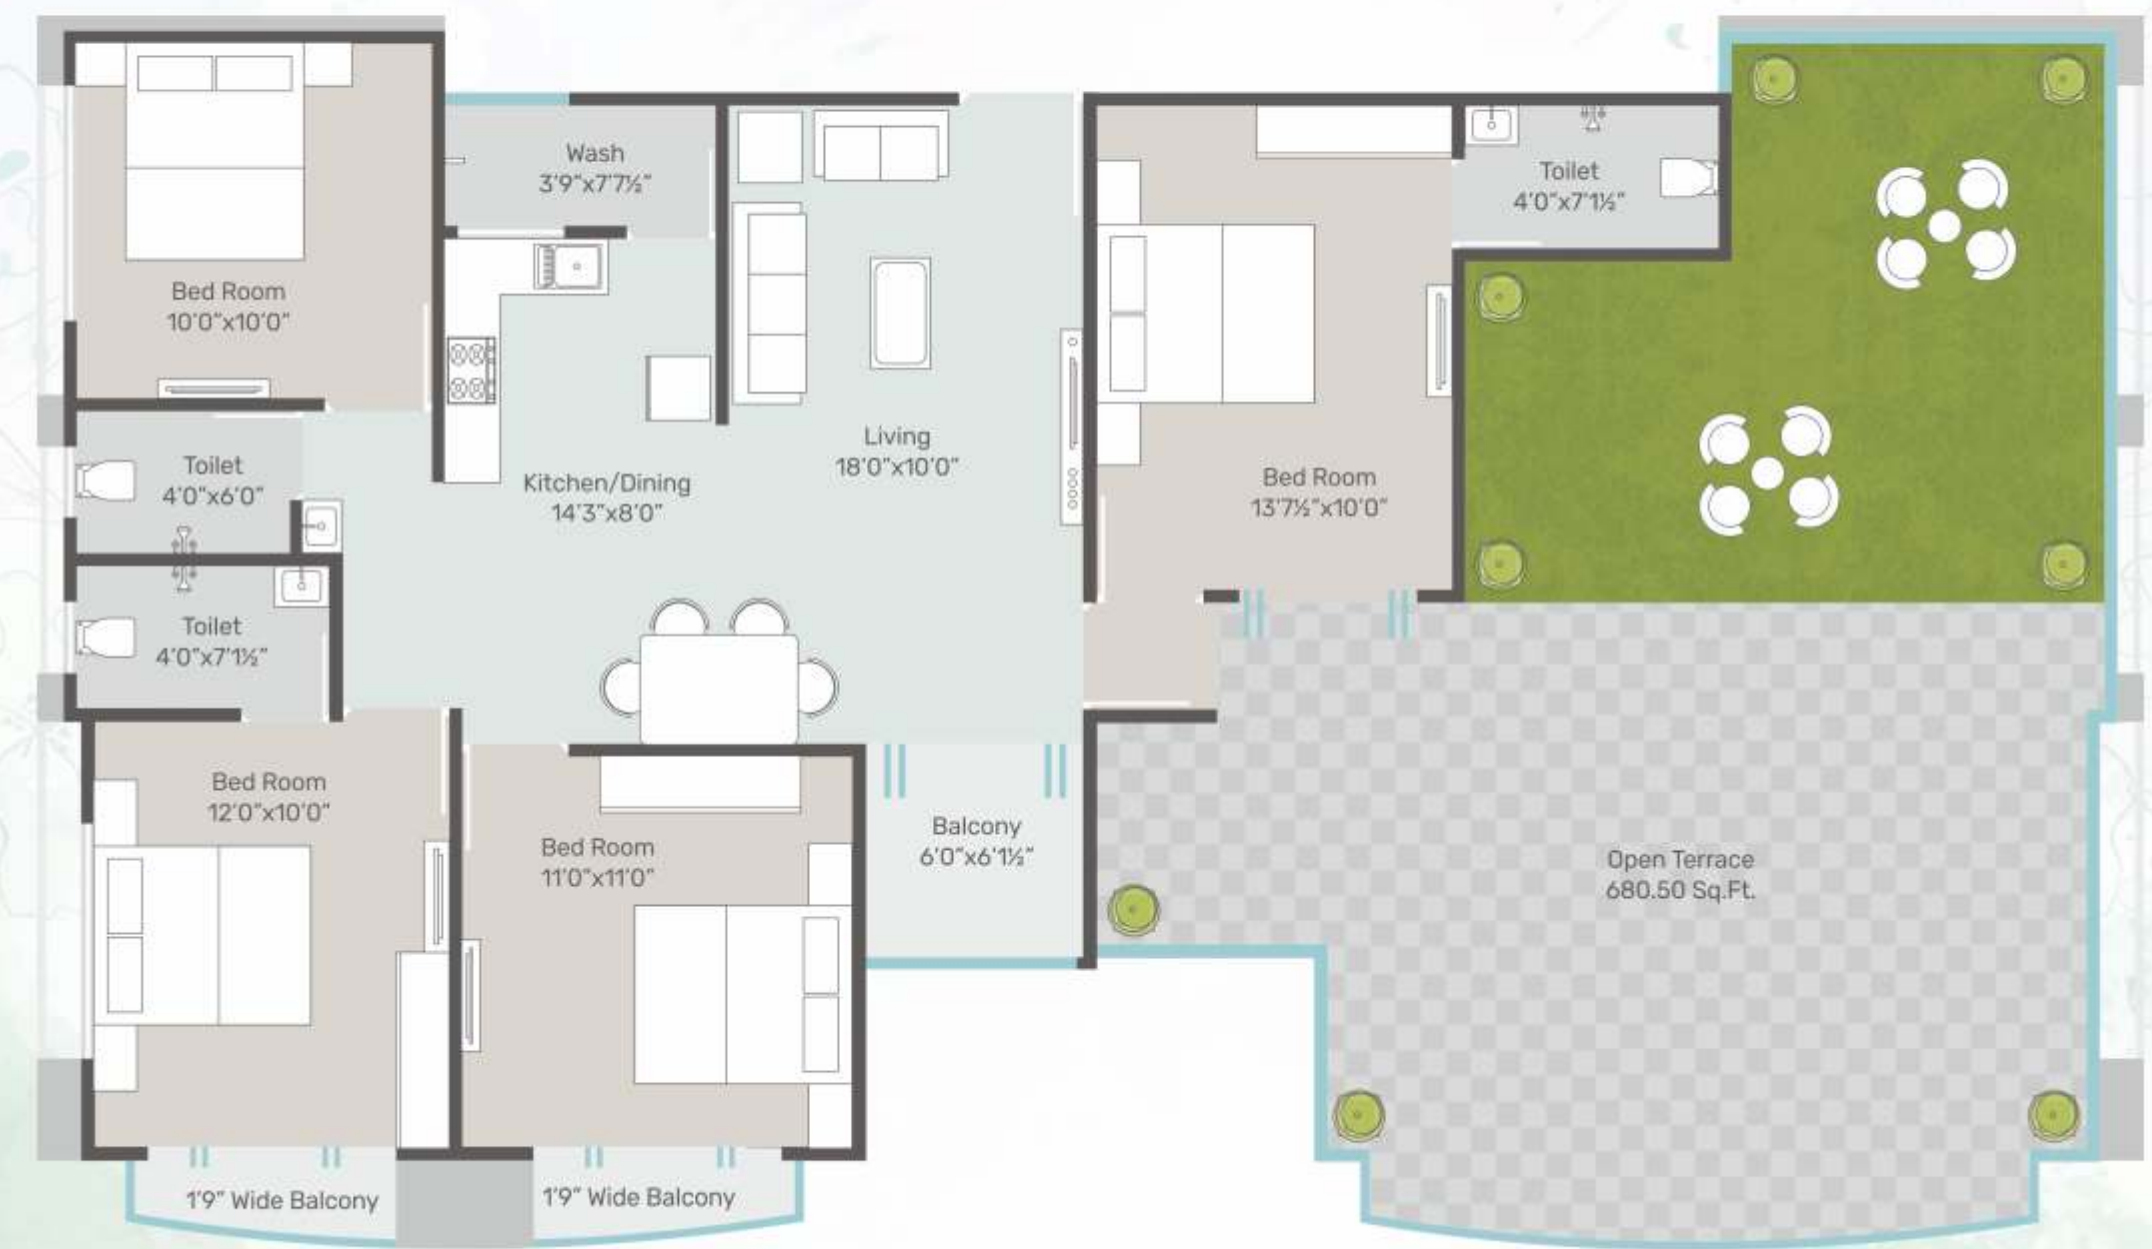 Wash
3'9"x7'7½"
Toilet
4'0"x7'1½"
Bed Room
10'0"x10'0"
Living
18'0"x10'0"
Toilet
4'0"x6'0"
Kitchen/Dining
14'3"x8'0"
Bed Room
13'7½"x10'0"
Toilet
4'0"x7'1½"
Bed Room
12'0"x10'0"
Bed Room
11'0"x11'0"
Balcony
6'0"x6'1½"
Open Terrace
680.50 Sq.Ft.
1'9" Wide Balcony
1'9" Wide Balcony